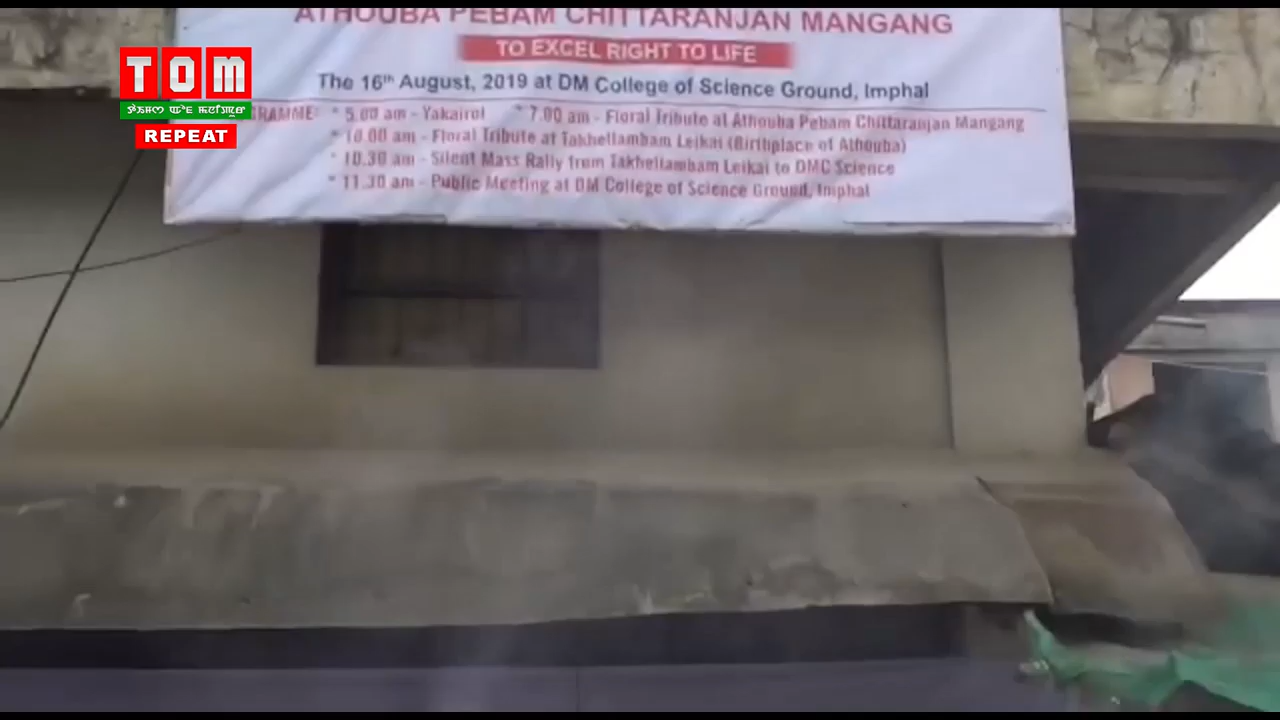 ATHOUBA PEBAM CHITTARANJAN MANGANG
TO EXCEL RIGHT TO LIFE
The 16th August, 2019 at DM College of Science Ground, Imphal
* 5.00 am - Yakairol * 7.00 am - Floral Tribute at Athouba Pebam Chittaranjan Mangang
* 10.00 am - Floral Tribute at Takhellambam Leikai (Birthplace of Athouba)
* 10.30 am - Silent Mass Rally from Takhellambam Leikai to DMC Science
* 11.30 am - Public Meeting at DM College of Science Ground, Imphal
TOM
REPEAT